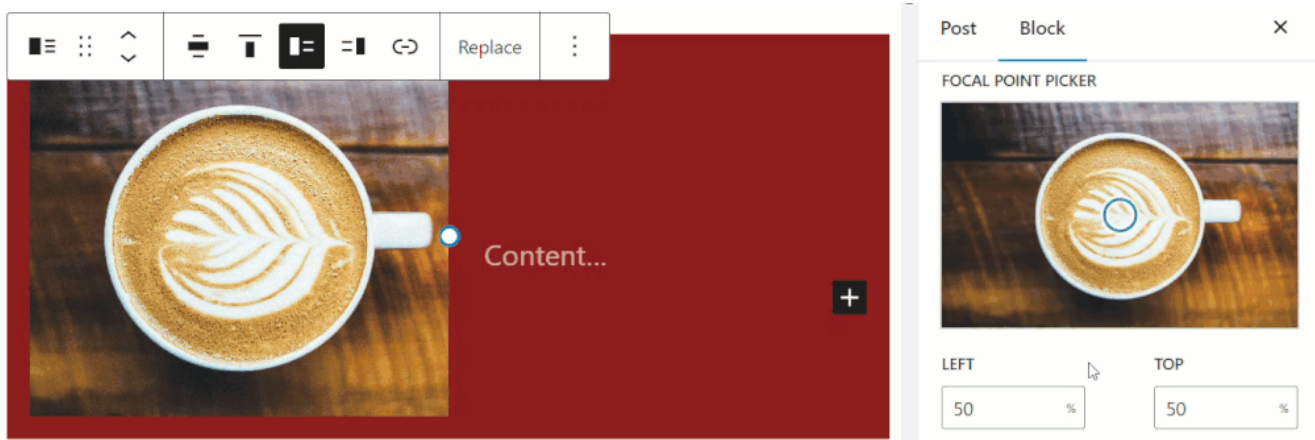 Replace
Content...
Post Block
FOCAL POINT PICKER
LEFT TOP
50 % 50 %